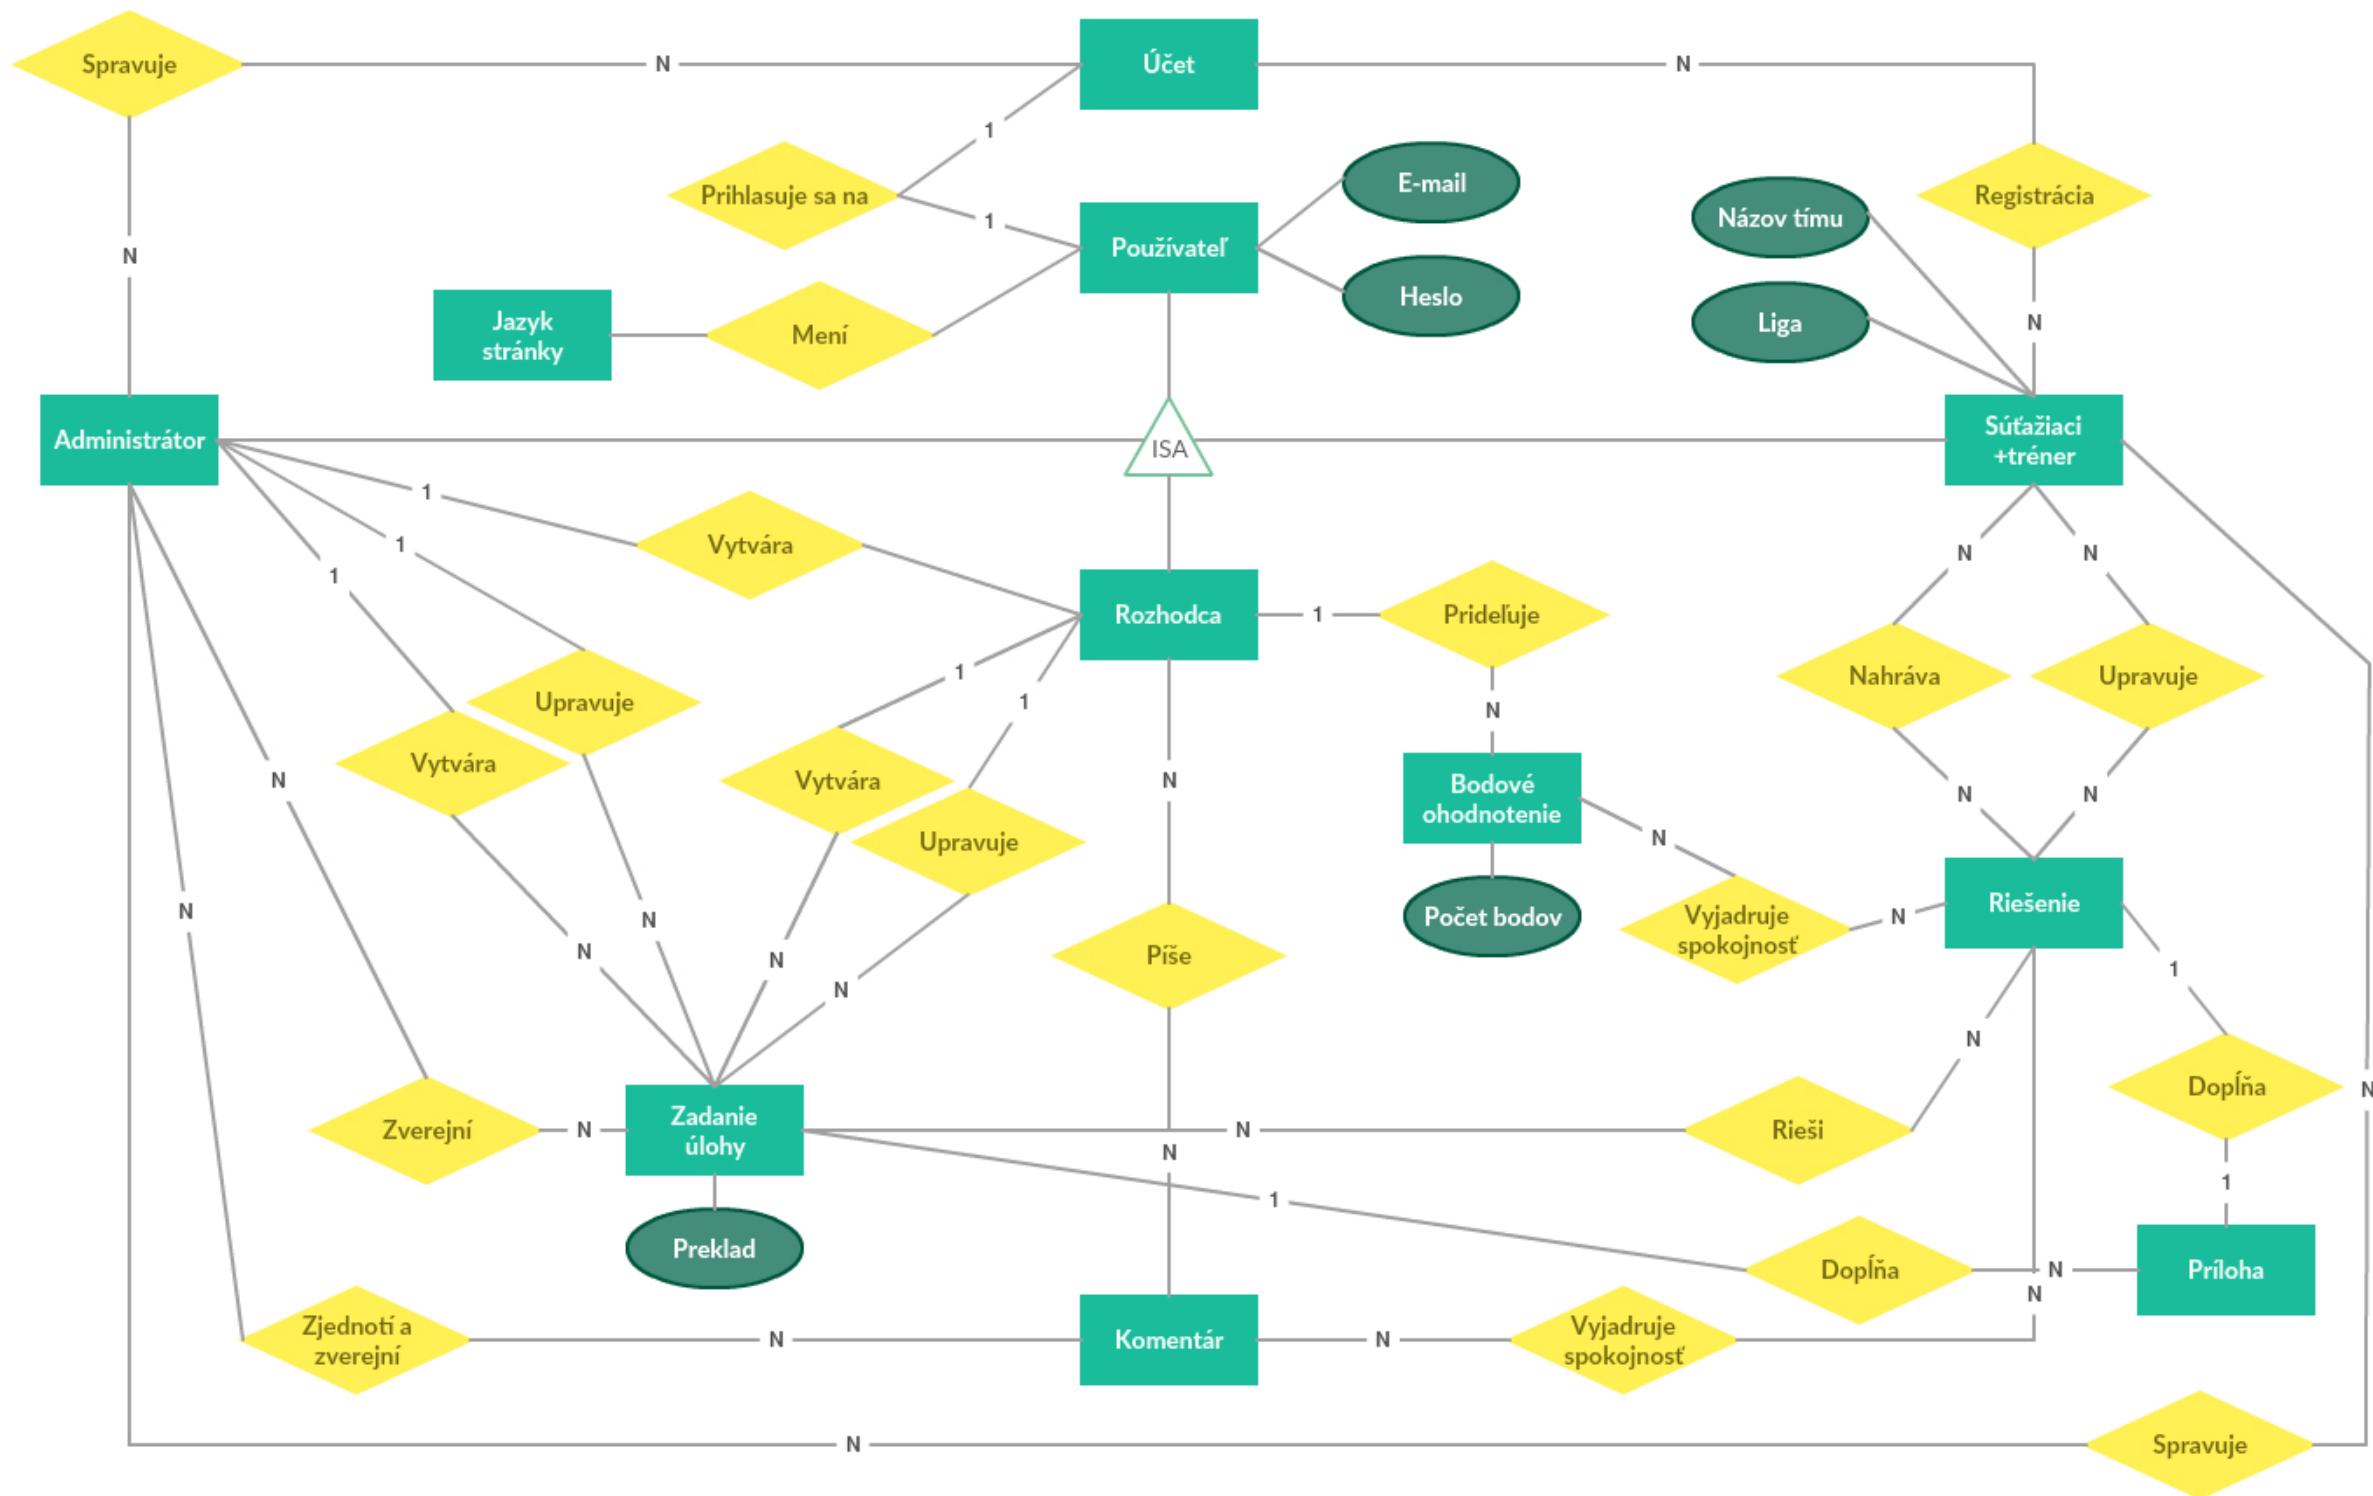 Spravuje
N
Účet
N
1
Prihlasuje sa na
1
E-mail
Používateľ
Heslo
Názov tímu
Liga
Registrácia
N
N
Jazyk
stránky
Mení
Administrátor
ISA
Súťažiaci
+tréner
1
1
1
Vytvára
Rozhodca
1
Prideľuje
N
N
N
Nahráva
Upravuje
Upravuje
Vytvára
1
1
Vytvára
Upravuje
N
N
Bodové
ohodnotenie
N
N
N
Počet bodov
Vyjadruje
spokojnosť
N
Riešenie
N
N
N
N
N
N
Píše
1
N
Dopĺňa
N
Zverejní
N
Zadanie
úlohy
N
Rieši
N
1
1
Preklad
Dopĺňa
N
Príloha
N
Zjednotí a
zverejní
N
Komentár
N
Vyjadruje
spokojnosť
N
Spravuje